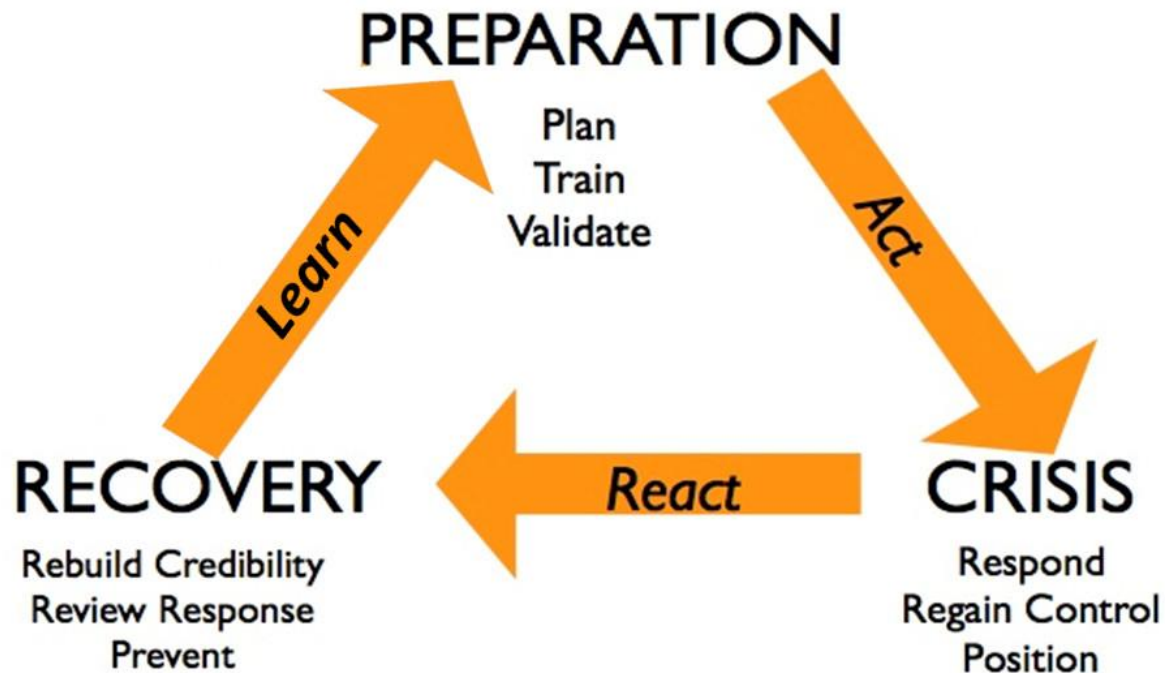 PREPARATION
Plan
Train
Validate
Act
Learn
React
RECOVERY
Rebuild Credibility
Review Response
Prevent
CRISIS
Respond
Regain Control
Position